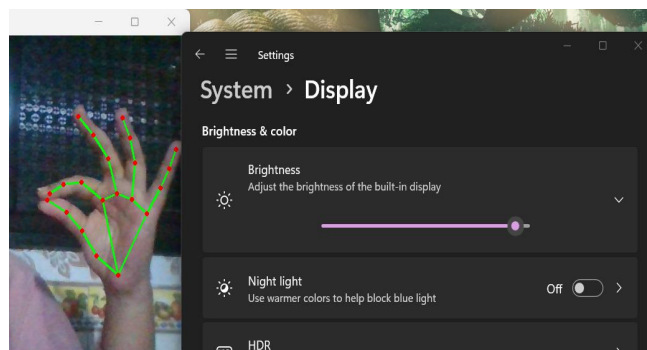 Settings
System > Display
Brightness & color
Brightness
Adjust the brightness of the built-in display
Night light
Use warmer colors to help block blue light
Off
HDR